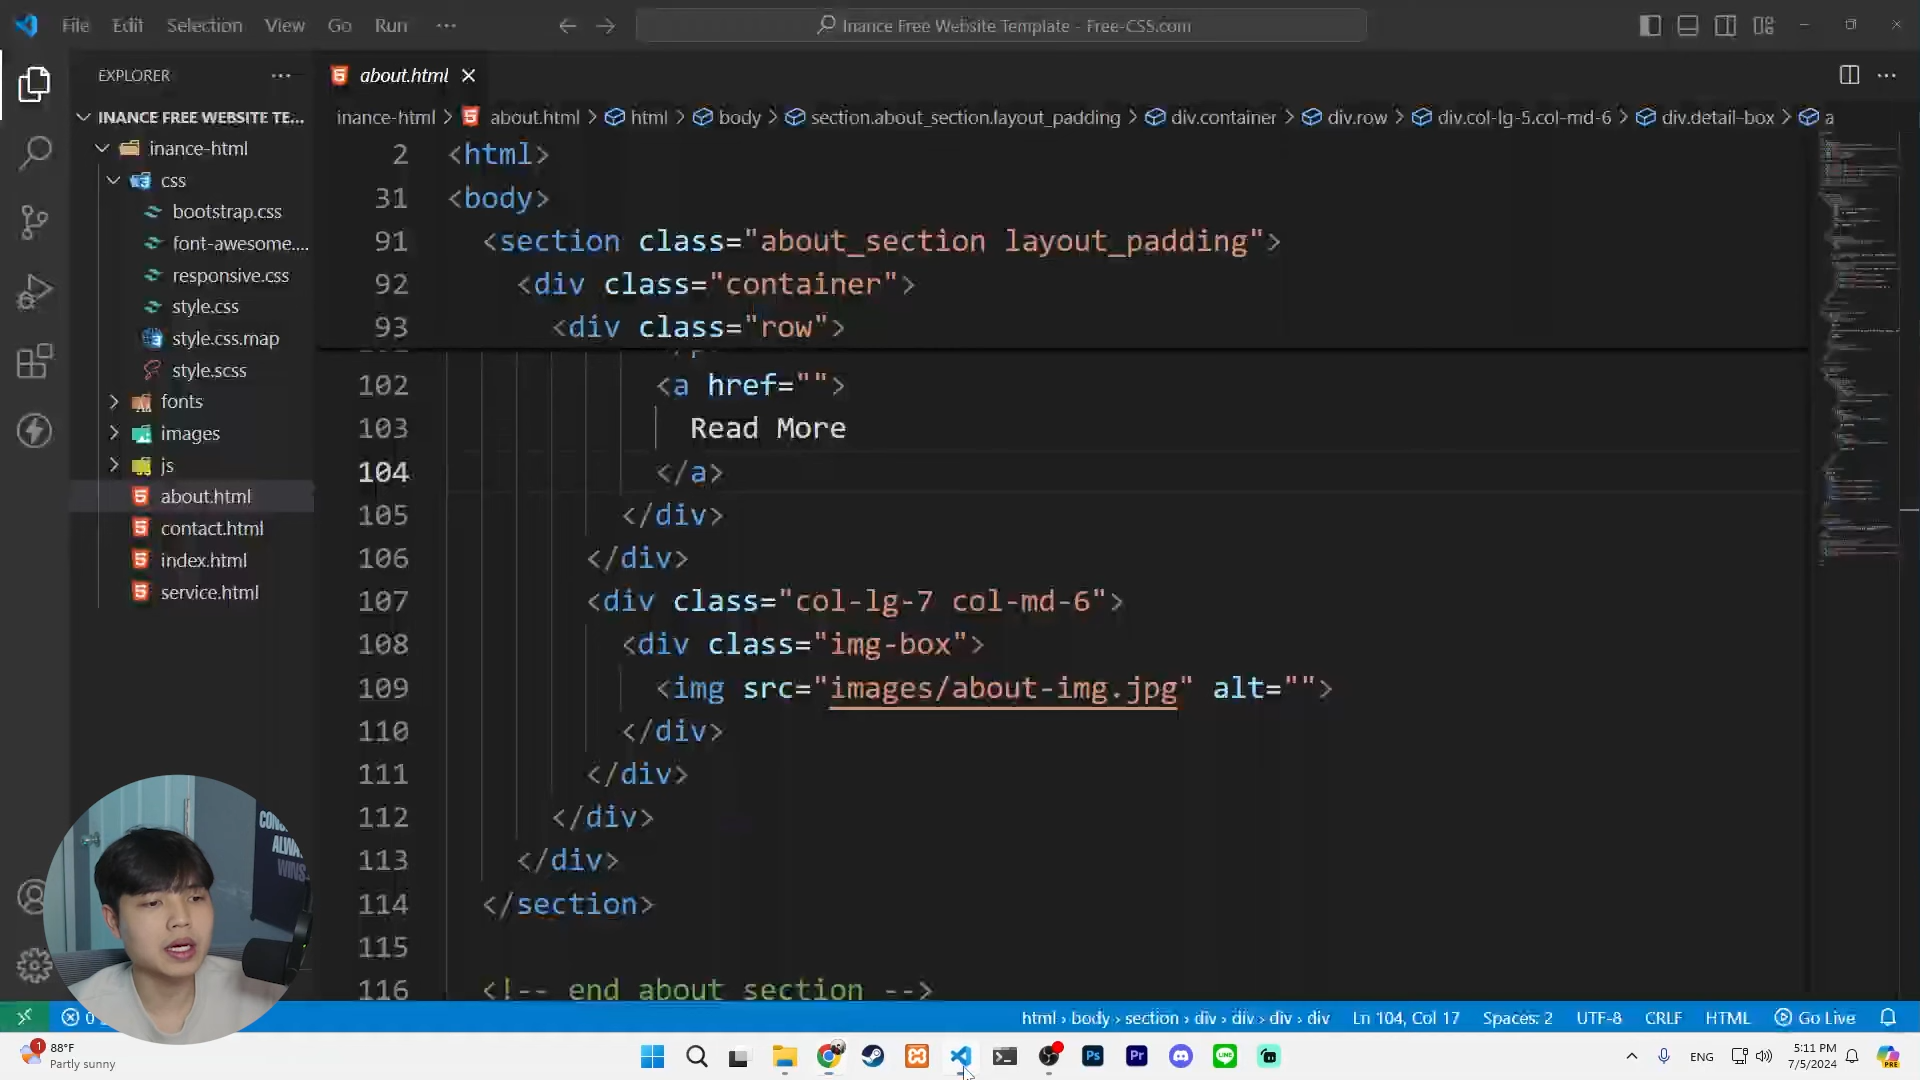 File Edit Selection View Go Run ···
Inance Free Website Template - Free-CSS.com
EXPLORER ···
about.html
INANCE FREE WEBSITE TE...
inance-html > about.html > html > body > section.about_section.layout_padding > div.container > div.row > div.col-lg-5.col-md-6 > div.detail-box > a
inance-html
css
bootstrap.css
font-awesome....
responsive.css
style.css
style.css.map
style.scss
fonts
images
js
about.html
contact.html
index.html
service.html
2 <html>
31 <body>
91 <section class="about_section layout_padding">
92 <div class="container">
93 <div class="row">
102 <a href="">
103 Read More
104 </a>
105 </div>
106 </div>
107 <div class="col-lg-7 col-md-6">
108 <div class="img-box">
109 <img src="images/about-img.jpg" alt="">
110 </div>
111 </div>
112 </div>
113 </div>
114 </section>
115
116 <!-- end about section -->
ALWA
WINS
0
html › body › section › div › div › div › div
Ln 104, Col 17
Spaces: 2
UTF-8
CRLF
HTML
Go Live
1
88°F
Partly sunny
Ps
Pr
LINE
ENG
5:11 PM
7/5/2024
PRE